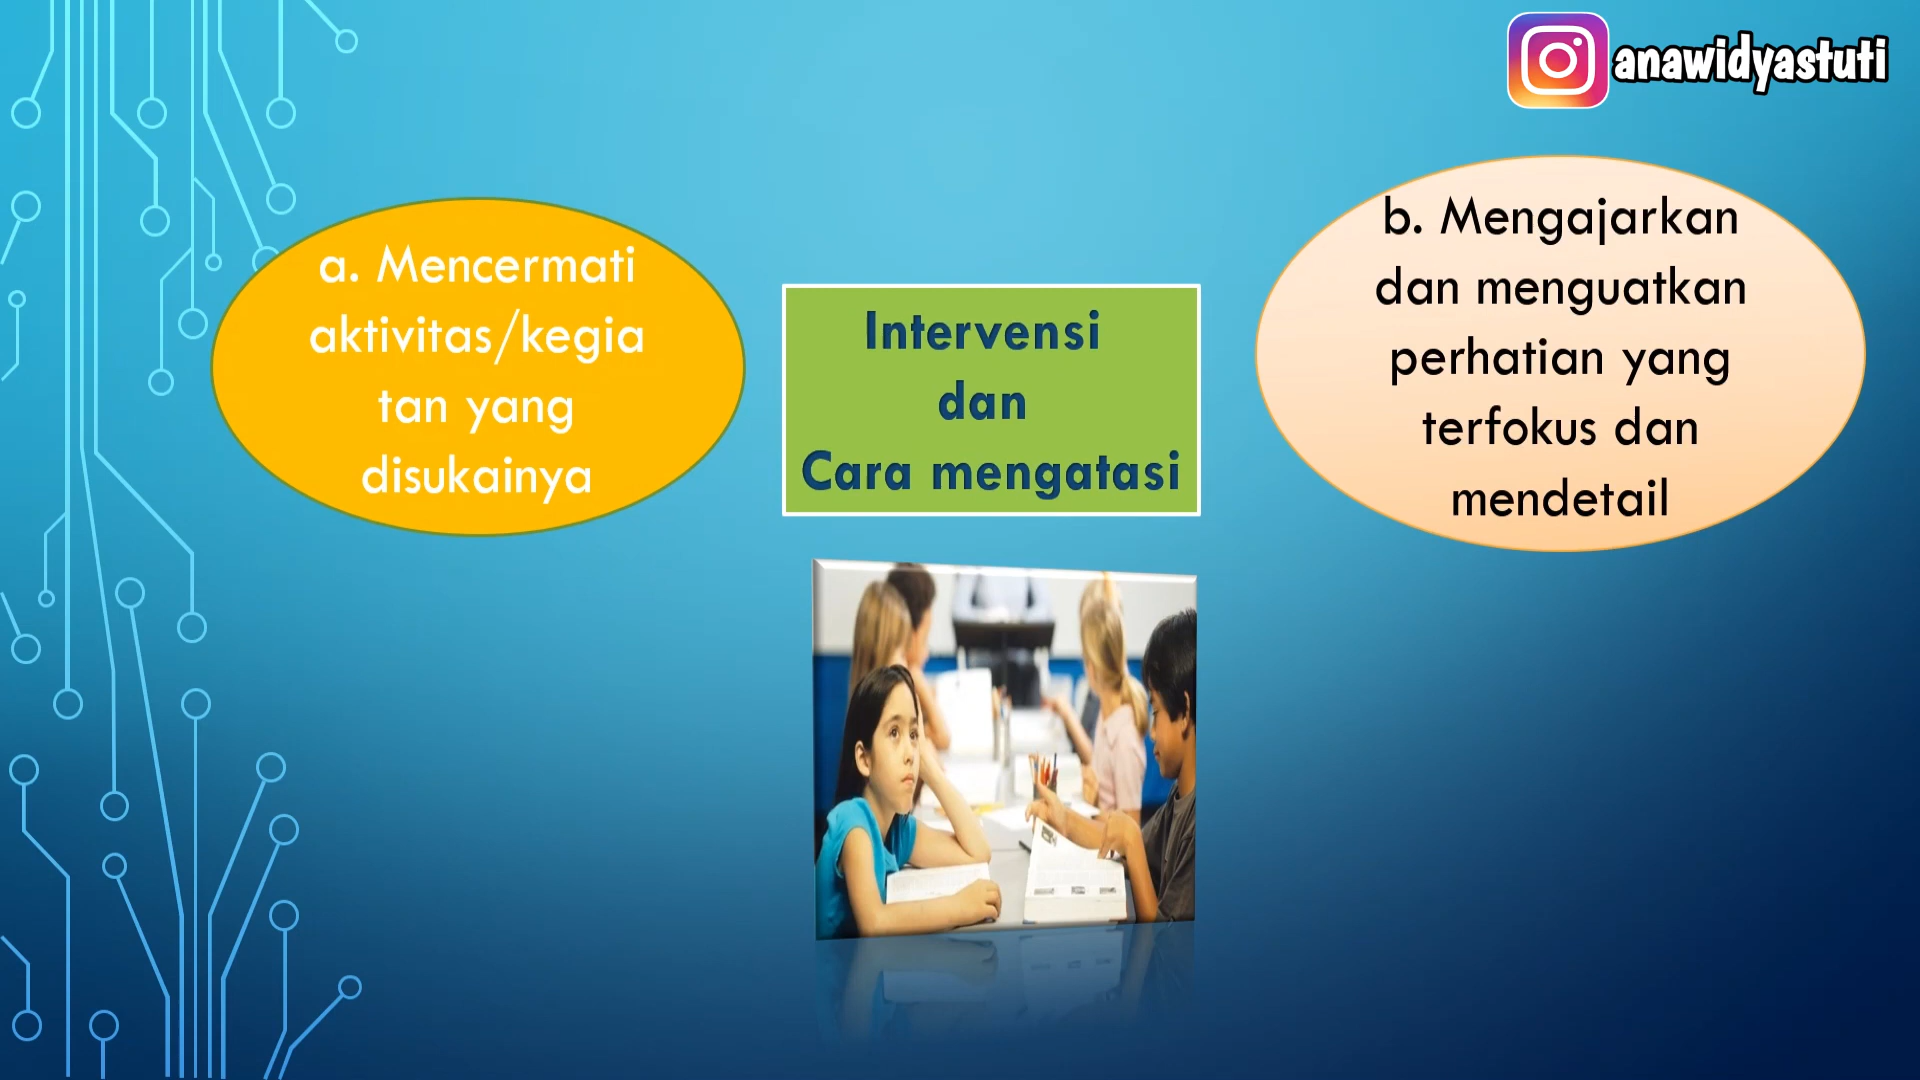 anawidyastuti
a. Mencermati
aktivitas/kegia
tan yang
disukainya
Intervensi
dan
Cara mengatasi
b. Mengajarkan
dan menguatkan
perhatian yang
terfokus dan
mendetail